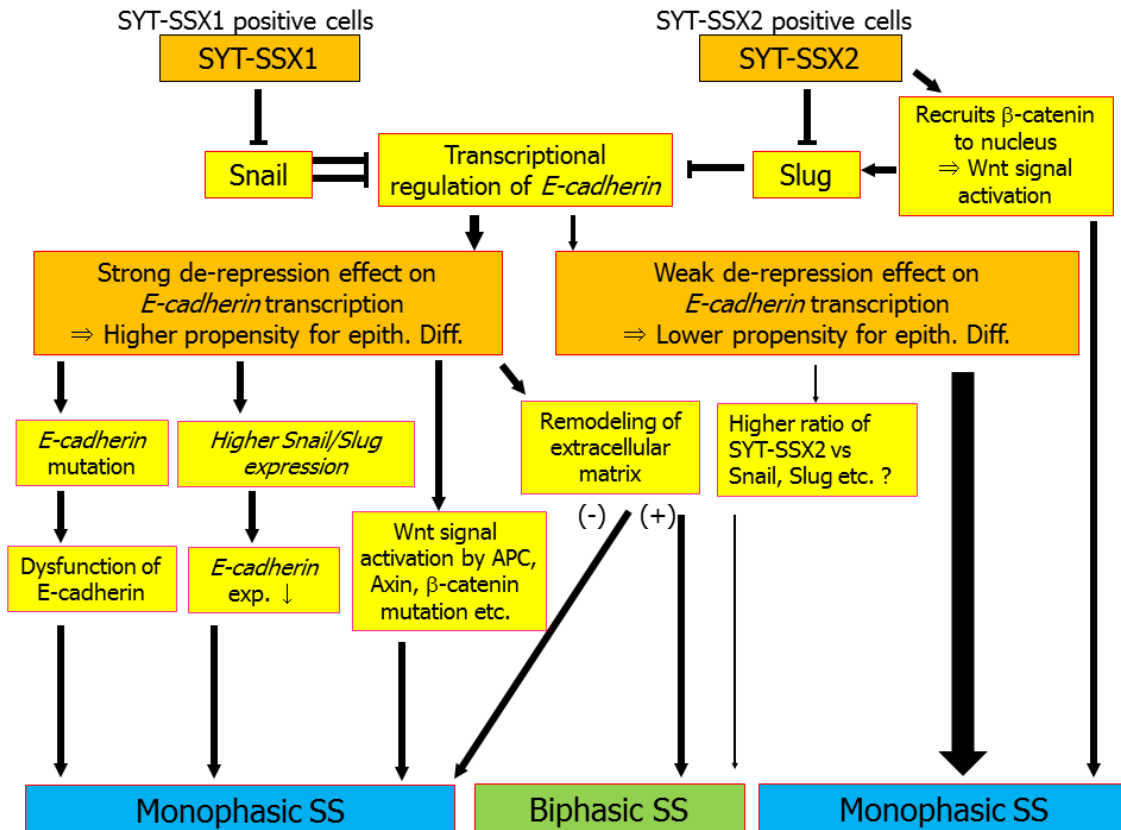 SYT-SSX1 positive cells
SYT-SSX1
SYT-SSX2 positive cells
SYT-SSX2
Recruits β-catenin
to nucleus
⇒ Wnt signal
activation
Snail
Transcriptional
regulation of E-cadherin
Slug
Strong de-repression effect on
E-cadherin transcription
⇒ Higher propensity for epith. Diff.
Weak de-repression effect on
E-cadherin transcription
⇒ Lower propensity for epith. Diff.
E-cadherin
mutation
Higher Snail/Slug
expression
Remodeling of
extracellular
matrix
Higher ratio of
SYT-SSX2 vs
Snail, Slug etc. ?
(-) (+)
Dysfunction of
E-cadherin
E-cadherin
exp. ↓
Wnt signal
activation by APC,
Axin, β-catenin
mutation etc.
Monophasic SS
Biphasic SS
Monophasic SS